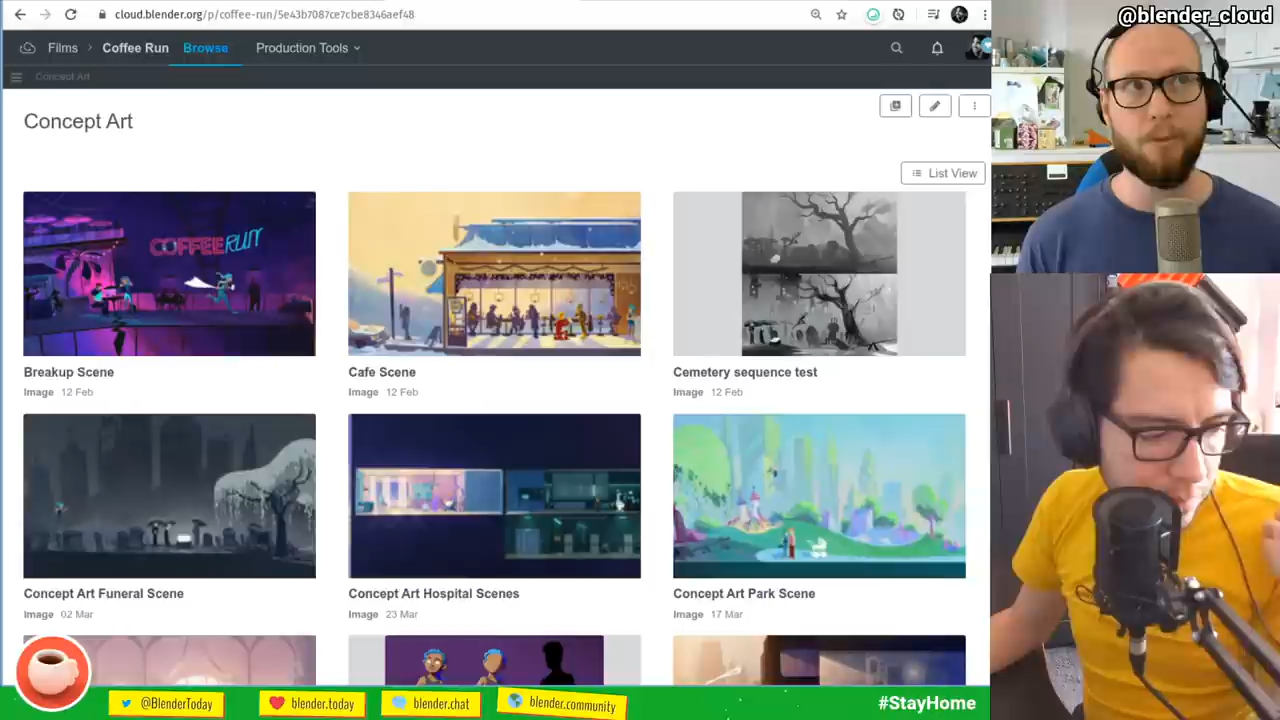 cloud.blender.org/p/coffee-run/5e43b7087ce7cbe8346aef48
@blender_cloud
Films > Coffee Run Browse Production Tools
Concept Art
Concept Art
List View
COFFEE RUN
Breakup Scene
Image 12 Feb
Cafe Scene
Image 12 Feb
Cemetery sequence test
Image 12 Feb
Concept Art Funeral Scene
Image 02 Mar
Concept Art Hospital Scenes
Image 23 Mar
Concept Art Park Scene
Image 17 Mar
@BlenderToday
blender.today
blender.chat
blender.community
#StayHome